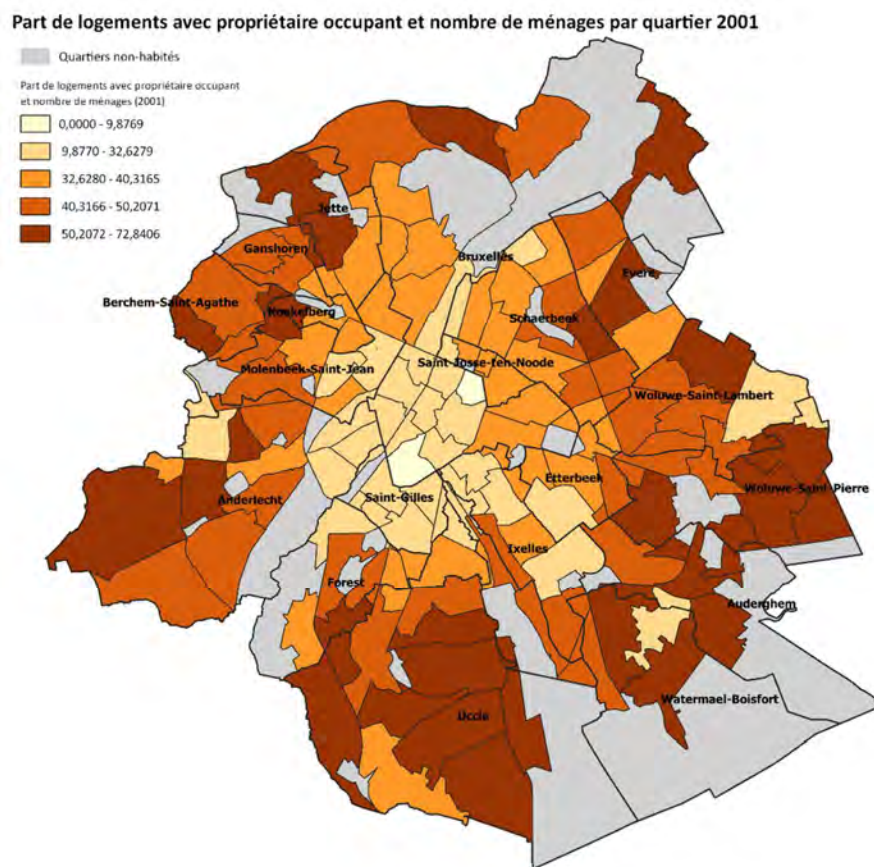 Part de logements avec propriétaire occupant et nombre de ménages par quartier 2001
Quartiers non-habités
Part de logements avec propriétaire occupant
et nombre de ménages (2001)
0,0000 - 9,8769
9,8770 - 32,6279
32,6280 - 40,3165
40,3166 - 50,2071
50,2072 - 72,8406
Jette
Ganshoren
Bruxelles
Evere
Berchem-Saint-Agathe
Koekelberg
Schaerbeek
Molenbeek-Saint-Jean
Saint-Josse-ten-Noode
Woluwe-Saint-Lambert
Etterbeek
Woluwe-Saint-Pierre
Anderlecht
Saint-Gilles
Ixelles
Forest
Auderghem
Watermael-Boisfort
Uccle